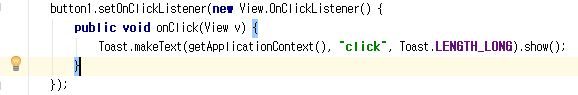 button1.setOnClickListener(new View.OnClickListener() {
public void onClick(View v) {
Toast.makeText(getApplicationContext(), "click", Toast.LENGTH_LONG).show();
}
});